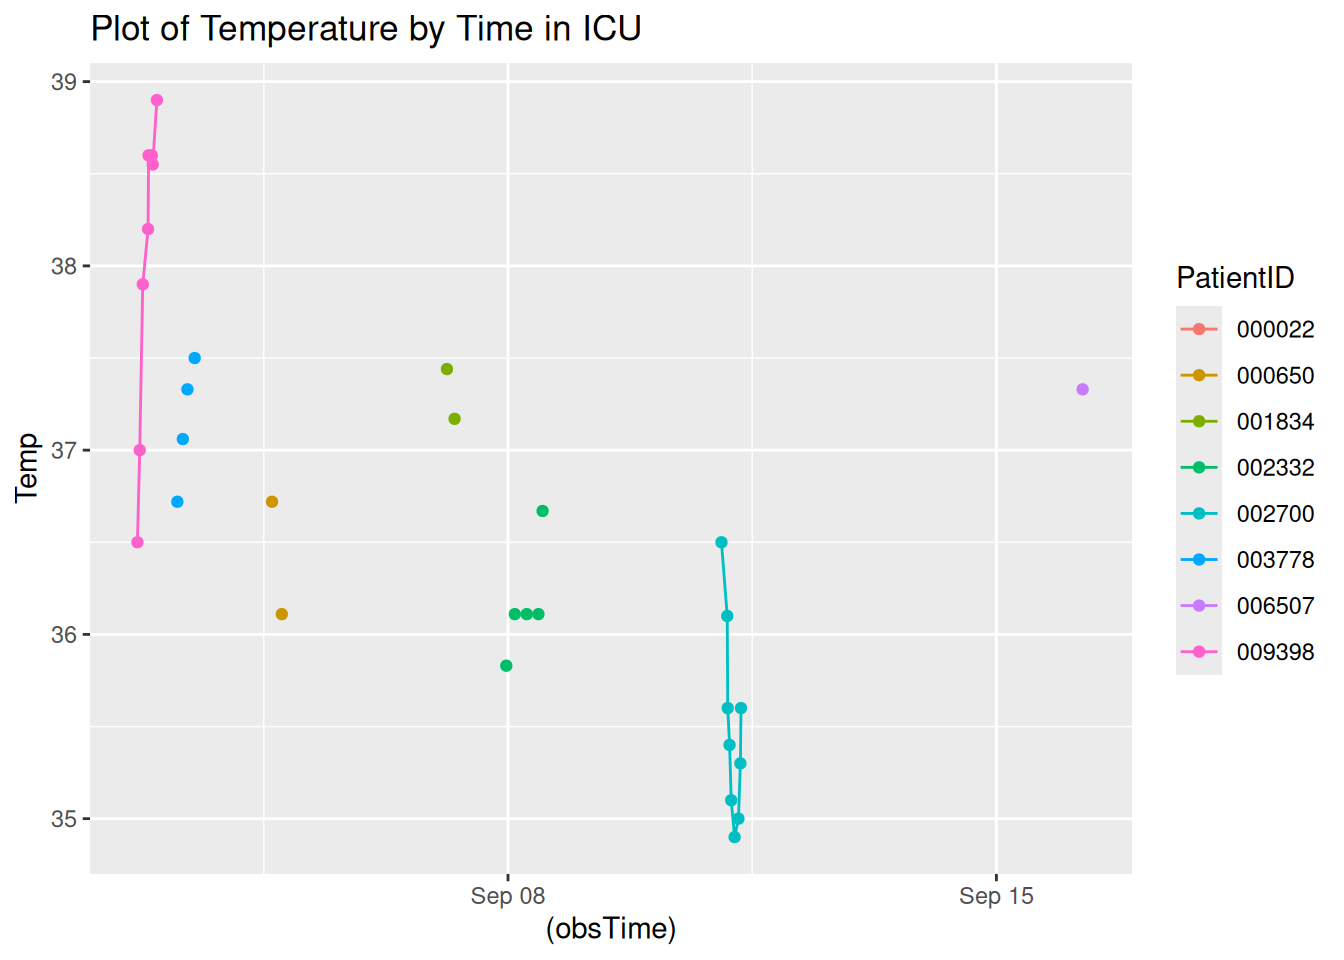 Plot of Temperature by Time in ICU
39
38
37
36
35
Temp
Sep 08
Sep 15
(obsTime)
PatientID
000022
000650
001834
002332
002700
003778
006507
009398